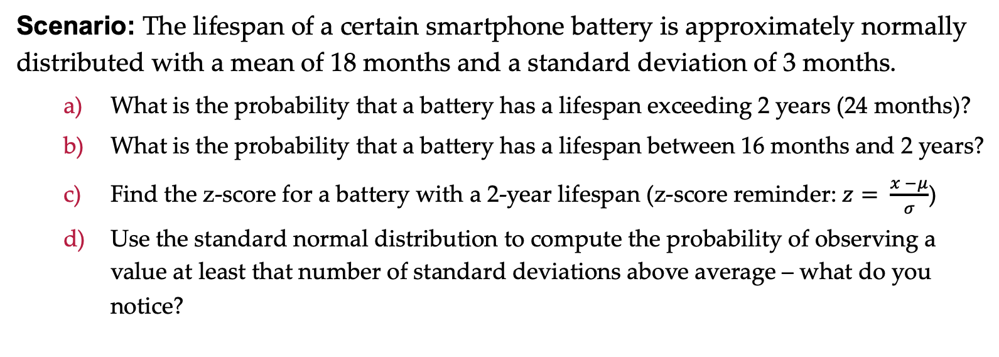 Scenario: The lifespan of a certain smartphone battery is approximately normally
distributed with a mean of 18 months and a standard deviation of 3 months.
a) What is the probability that a battery has a lifespan exceeding 2 years (24 months)?
b) What is the probability that a battery has a lifespan between 16 months and 2 years?
c) Find the z-score for a battery with a 2-year lifespan (z-score reminder: z = \frac{x - μ}{σ})
d) Use the standard normal distribution to compute the probability of observing a
value at least that number of standard deviations above average – what do you
notice?